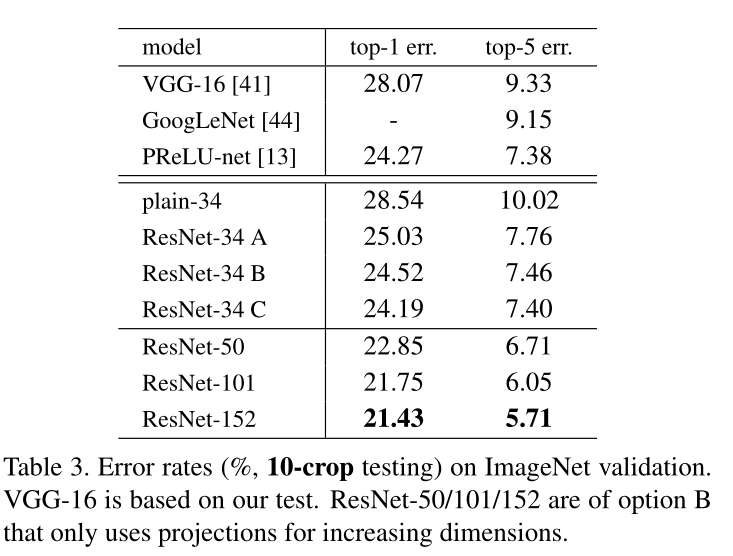 model top-1 err. top-5 err.
VGG-16 [41] 28.07 9.33
GoogLeNet [44] - 9.15
PReLU-net [13] 24.27 7.38
plain-34 28.54 10.02
ResNet-34 A 25.03 7.76
ResNet-34 B 24.52 7.46
ResNet-34 C 24.19 7.40
ResNet-50 22.85 6.71
ResNet-101 21.75 6.05
ResNet-152 21.43 5.71
Table 3. Error rates (%, 10-crop testing) on ImageNet validation.
VGG-16 is based on our test. ResNet-50/101/152 are of option B
that only uses projections for increasing dimensions.